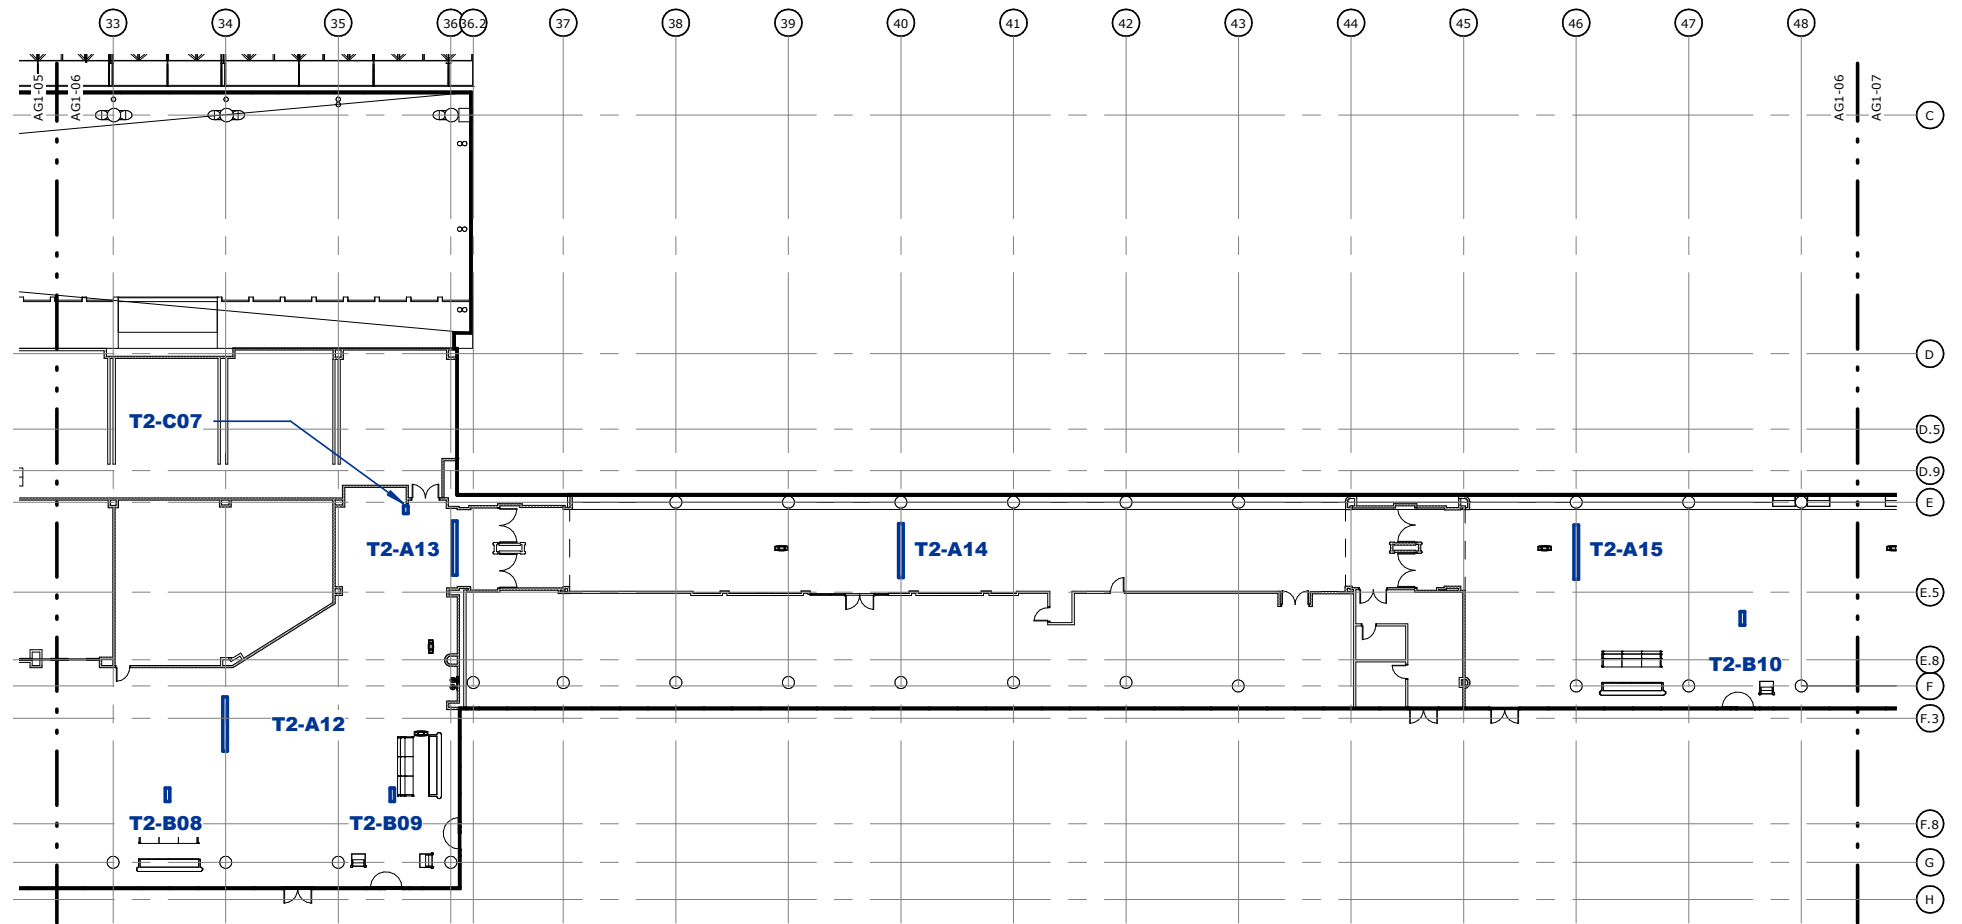 33 34 35 36 36.2 37 38 39 40 41 42 43 44 45 46 47 48
AG1-05
AG1-06
AG1-06
AG1-07
C
D
T2-C07
D.5
D.9
E
T2-A13
T2-A14
T2-A15
E.5
E.8
T2-B10
F
F.3
T2-A12
T2-B08
T2-B09
F.8
G
H